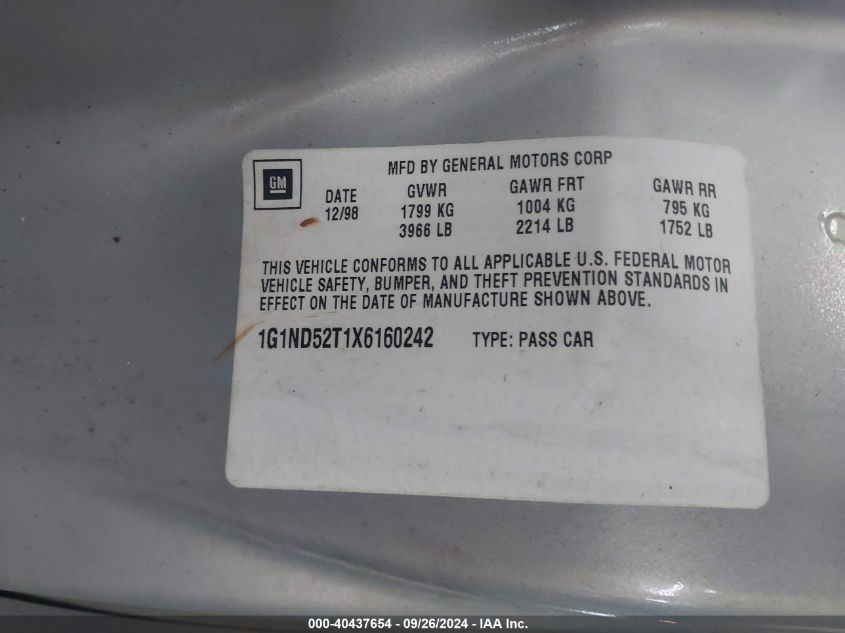 MFD BY GENERAL MOTORS CORP
GM
DATE GVWR GAWR FRT GAWR RR
12/98 1799 KG 1004 KG 795 KG
3966 LB 2214 LB 1752 LB
THIS VEHICLE CONFORMS TO ALL APPLICABLE U.S. FEDERAL MOTOR
VEHICLE SAFETY, BUMPER, AND THEFT PREVENTION STANDARDS IN
EFFECT ON THE DATE OF MANUFACTURE SHOWN ABOVE.
1G1ND52T1X6160242 TYPE: PASS CAR
000-40437654 - 09/26/2024 - IAA Inc.